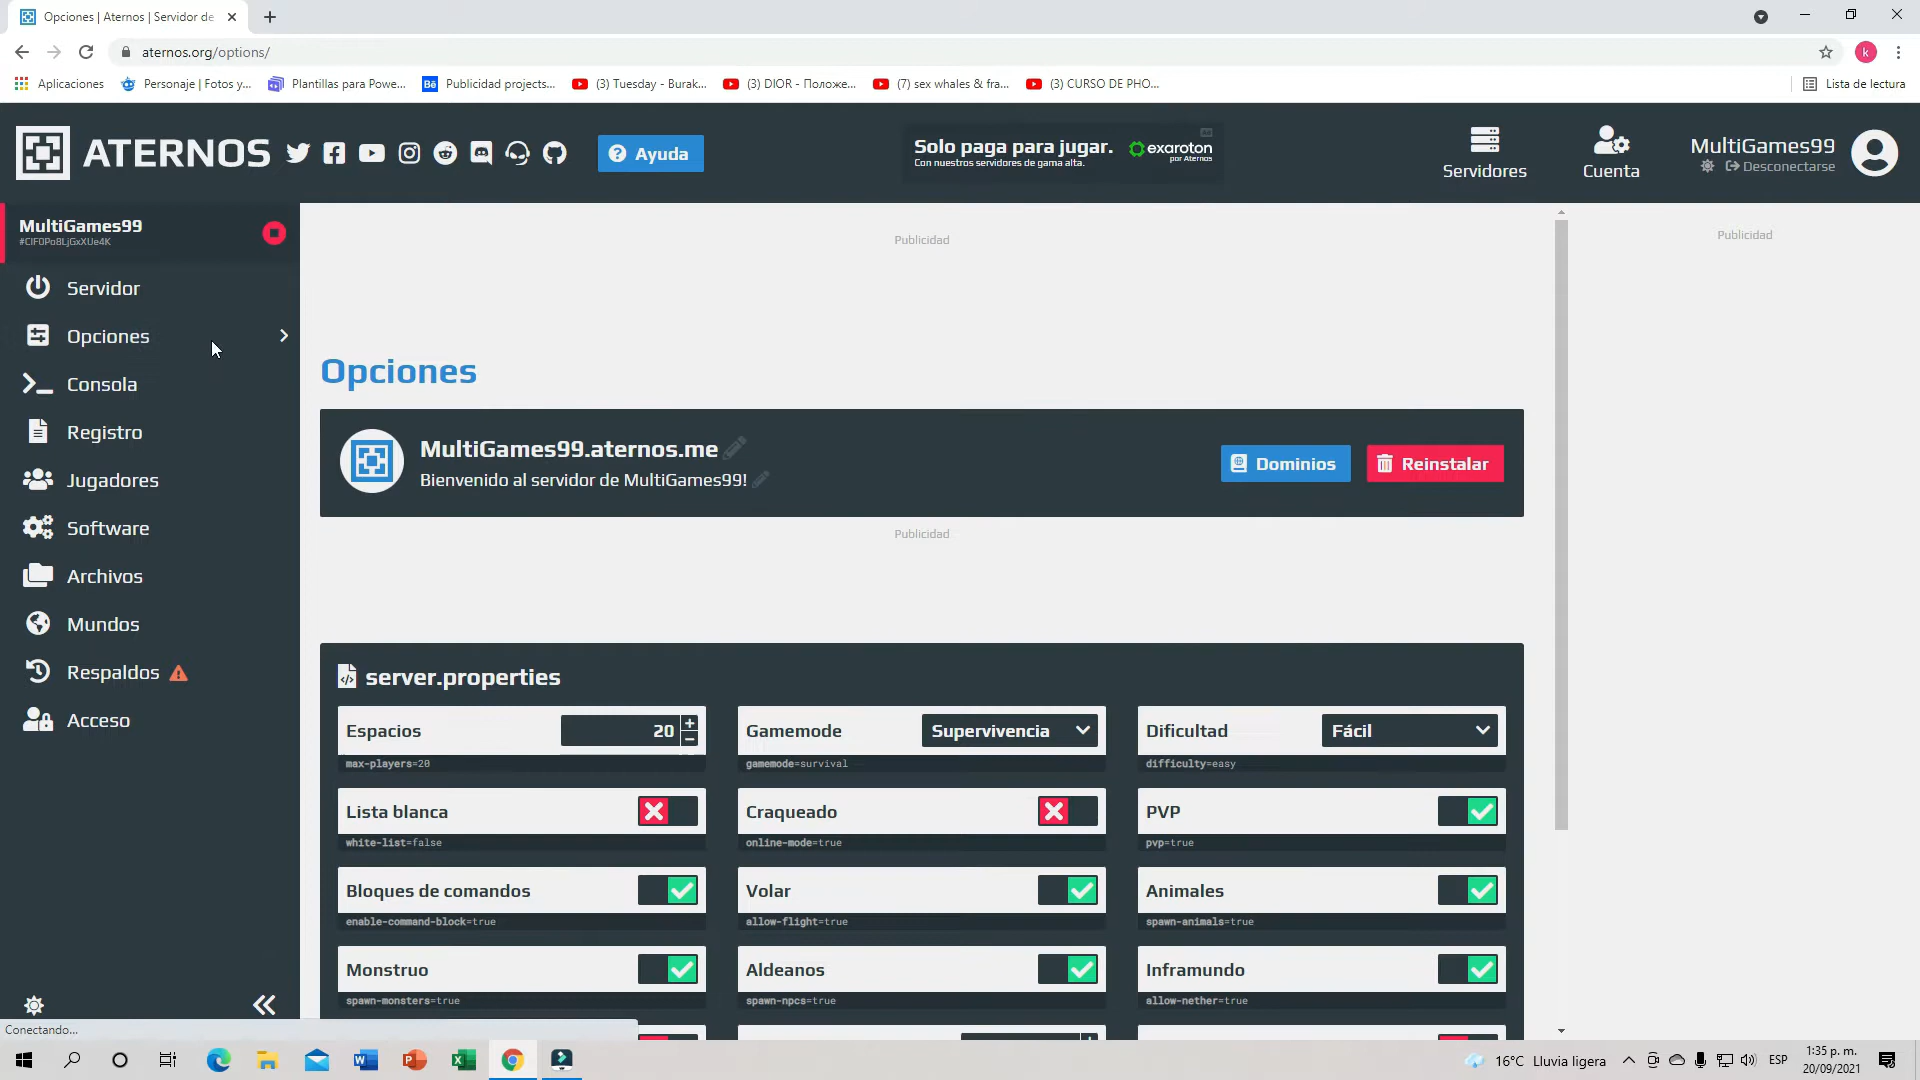 Opciones | Aternos | Servidor de
aternos.org/options/
Aplicaciones
Personaje | Fotos y...
Plantillas para Powe...
Bē
Publicidad projects...
(3) Tuesday - Burak...
(3) DIOR - Положе...
(7) sex whales & fra...
(3) CURSO DE PHO...
Lista de lectura
k
ATERNOS
Ayuda
Ad
Solo paga para jugar.
Con nuestros servidores de gama alta.
exaroton
por Aternos
Servidores
Cuenta
MultiGames99
Desconectarse
MultiGames99
Servidor
Opciones
Consola
Registro
Jugadores
Software
Archivos
Mundos
Respaldos
Acceso
Publicidad
Publicidad
Opciones
MultiGames99.aternos.me
Bienvenido al servidor de MultiGames99!
Dominios
Reinstalar
Publicidad
server.properties
Espacios
20
max-players=20
Gamemode
Supervivencia
gamemode=survival
Dificultad
Fácil
difficulty=easy
Lista blanca
white-list=false
Craqueado
online-mode=true
PVP
pvp=true
Bloques de comandos
enable-command-block=true
Volar
allow-flight=true
Animales
spawn-animals=true
Monstruo
spawn-monsters=true
Aldeanos
spawn-npcs=true
Inframundo
allow-nether=true
Conectando...
16°C Lluvia ligera
ESP
1:35 p. m.
20/09/2021